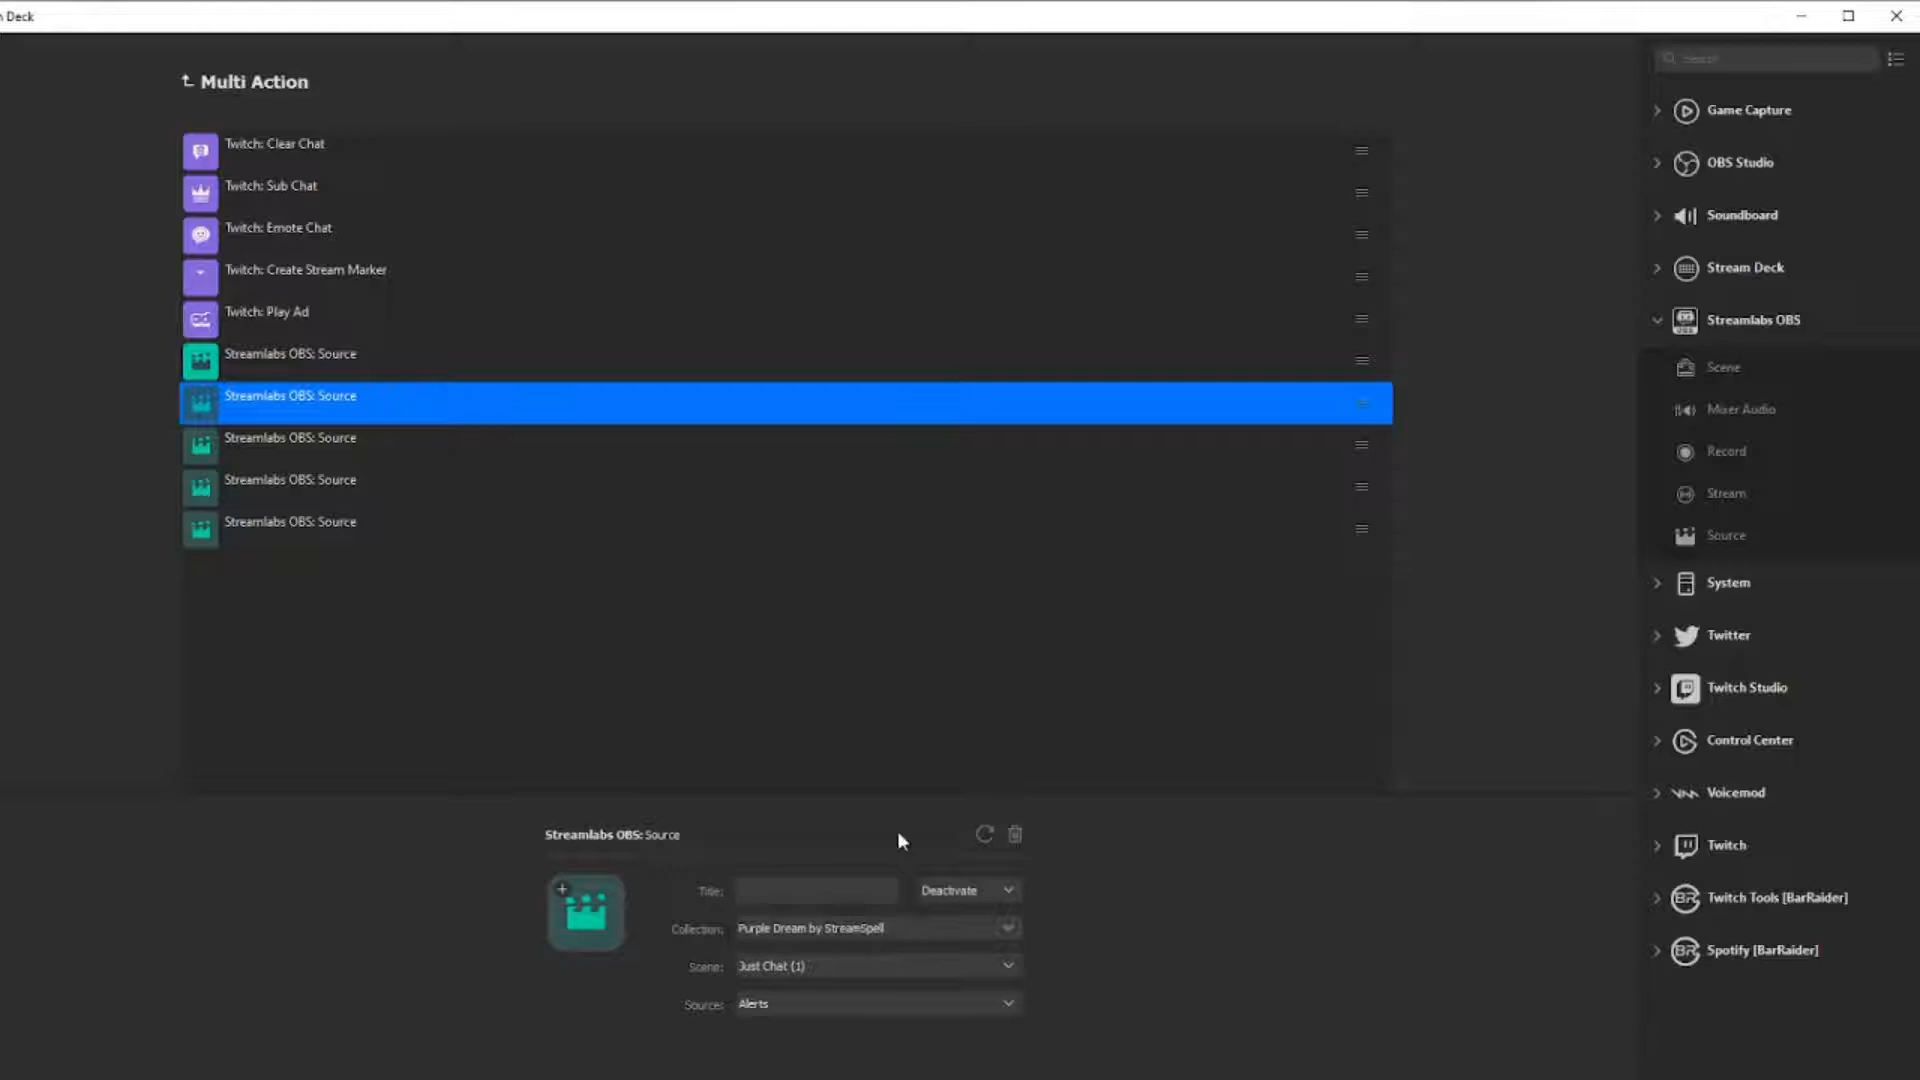 n Deck
Multi Action
Search
Twitch: Clear Chat
Twitch: Sub Chat
Twitch: Emote Chat
Twitch: Create Stream Marker
Twitch: Play Ad
Streamlabs OBS: Source
Streamlabs OBS: Source
Streamlabs OBS: Source
Streamlabs OBS: Source
Streamlabs OBS: Source
Game Capture
OBS Studio
Soundboard
Stream Deck
Streamlabs OBS
Scene
Mixer Audio
Record
Stream
Source
System
Twitter
Twitch Studio
Control Center
Voicemod
Twitch
Twitch Tools [BarRaider]
Spotify [BarRaider]
Streamlabs OBS: Source
Title: Deactivate
Collection: Purple Dream by StreamSpell
Scene: Just Chat (1)
Source: Alerts